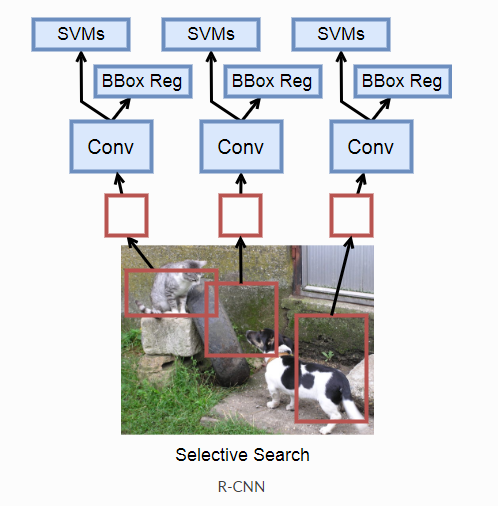 SVMs SVMs SVMs
BBox Reg BBox Reg BBox Reg
Conv Conv Conv
Selective Search
R-CNN